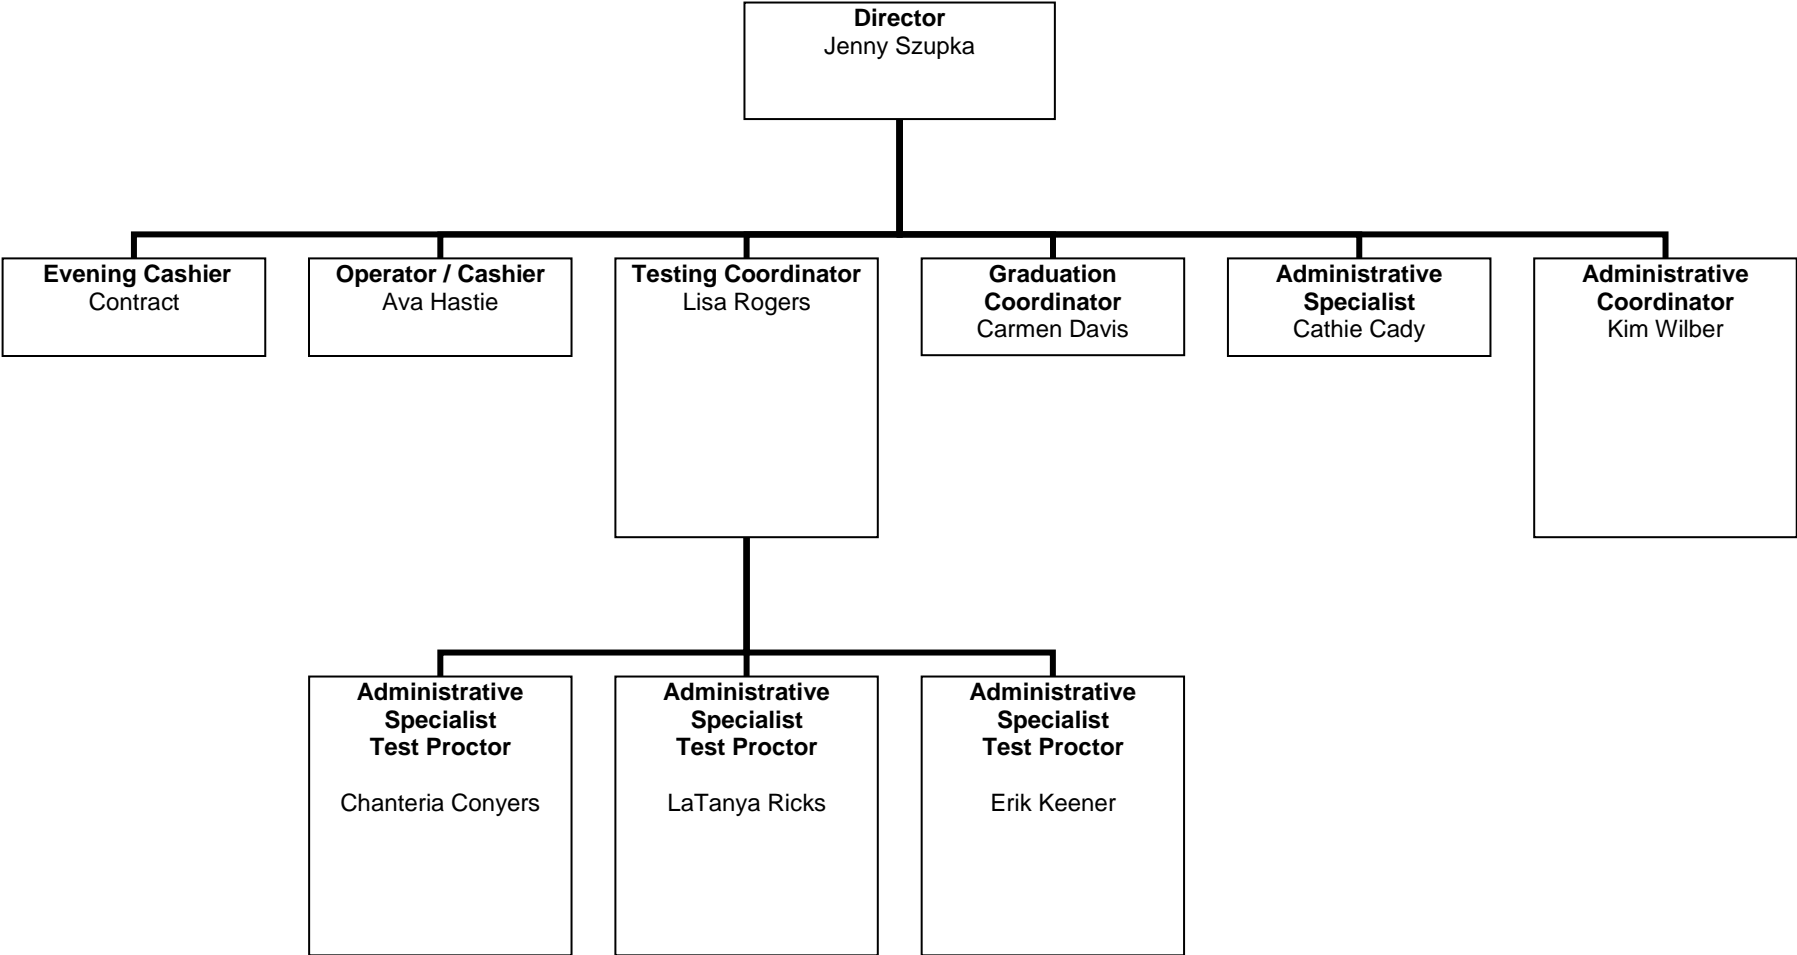 Director
Jenny Szupka
Evening Cashier
Contract
Operator / Cashier
Ava Hastie
Testing Coordinator
Lisa Rogers
Graduation
Coordinator
Carmen Davis
Administrative
Specialist
Cathie Cady
Administrative
Coordinator
Kim Wilber
Administrative
Specialist
Test Proctor
Chanteria Conyers
Administrative
Specialist
Test Proctor
LaTanya Ricks
Administrative
Specialist
Test Proctor
Erik Keener